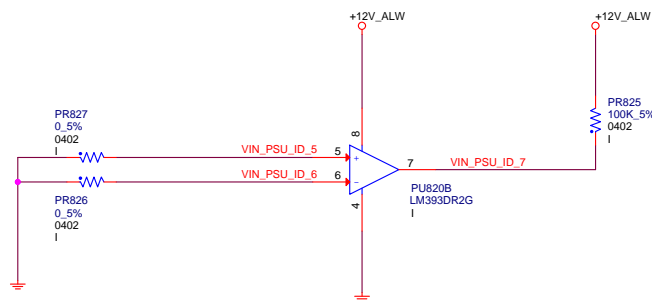 +12V_ALW
+12V_ALW
PR825
100K_5%
0402
I
PR827
0_5%
0402
I
8
VIN_PSU_ID_5
5
+
7
VIN_PSU_ID_7
VIN_PSU_ID_6
6
-
PU820B
LM393DR2G
I
4
PR826
0_5%
0402
I